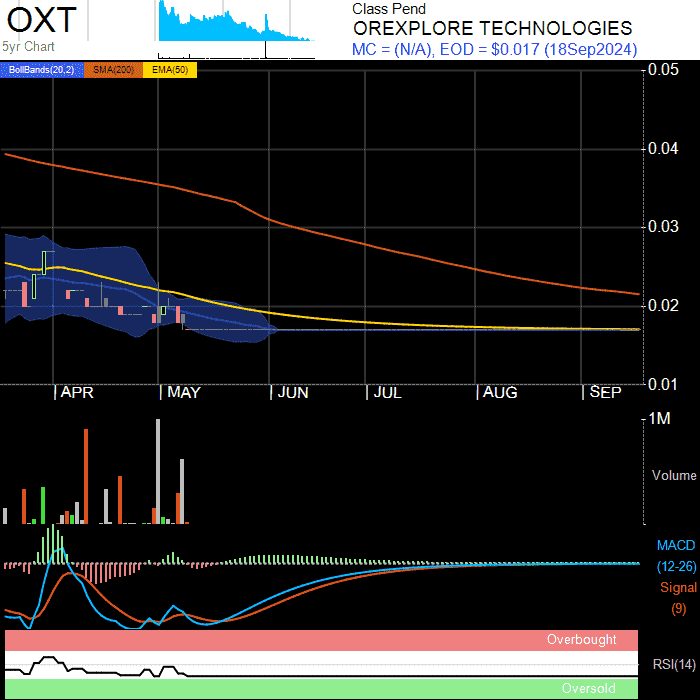 OXT
5yr Chart
Class Pend
OREXPLORE TECHNOLOGIES
MC = (N/A), EOD = $0.017 (18Sep2024)
BollBands(20,2) SMA(200) EMA(50)
0.05
0.04
0.03
0.02
0.01
APR MAY JUN JUL AUG SEP
1M
Volume
MACD
(12-26)
Signal
(9)
Overbought
RSI(14)
Oversold